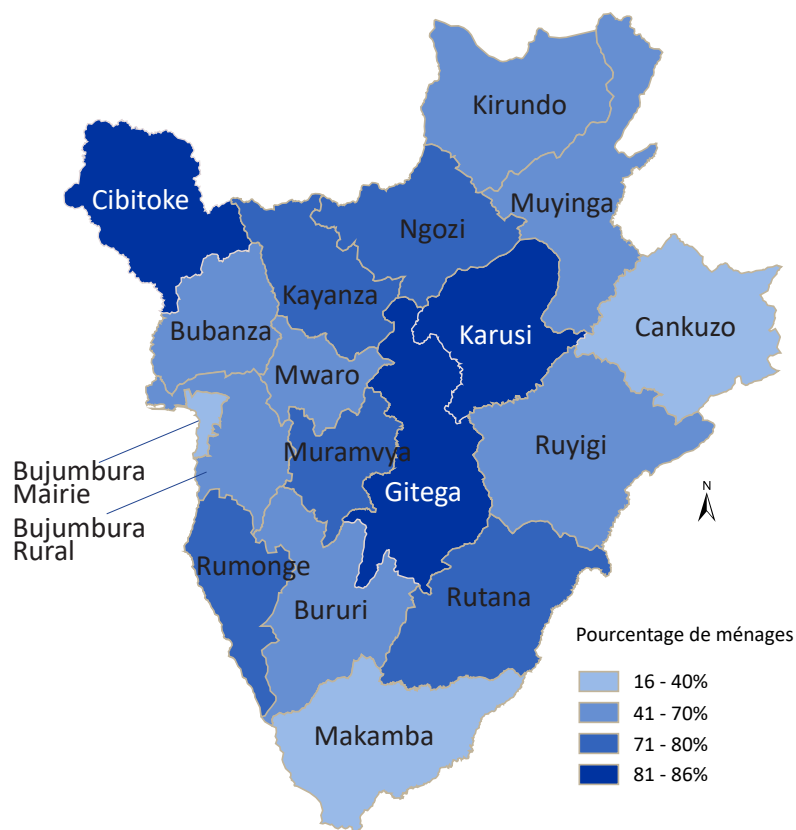 Kirundo
Cibitoke
Muyinga
Ngozi
Kayanza
Bubanza
Karusi
Cankuzo
Mwaro
Muramvya
Ruyigi
Bujumbura
Mairie
Gitega
N
Bujumbura
Rural
Rumonge
Bururi
Rutana
Makamba
Pourcentage de ménages
16 - 40%
41 - 70%
71 - 80%
81 - 86%